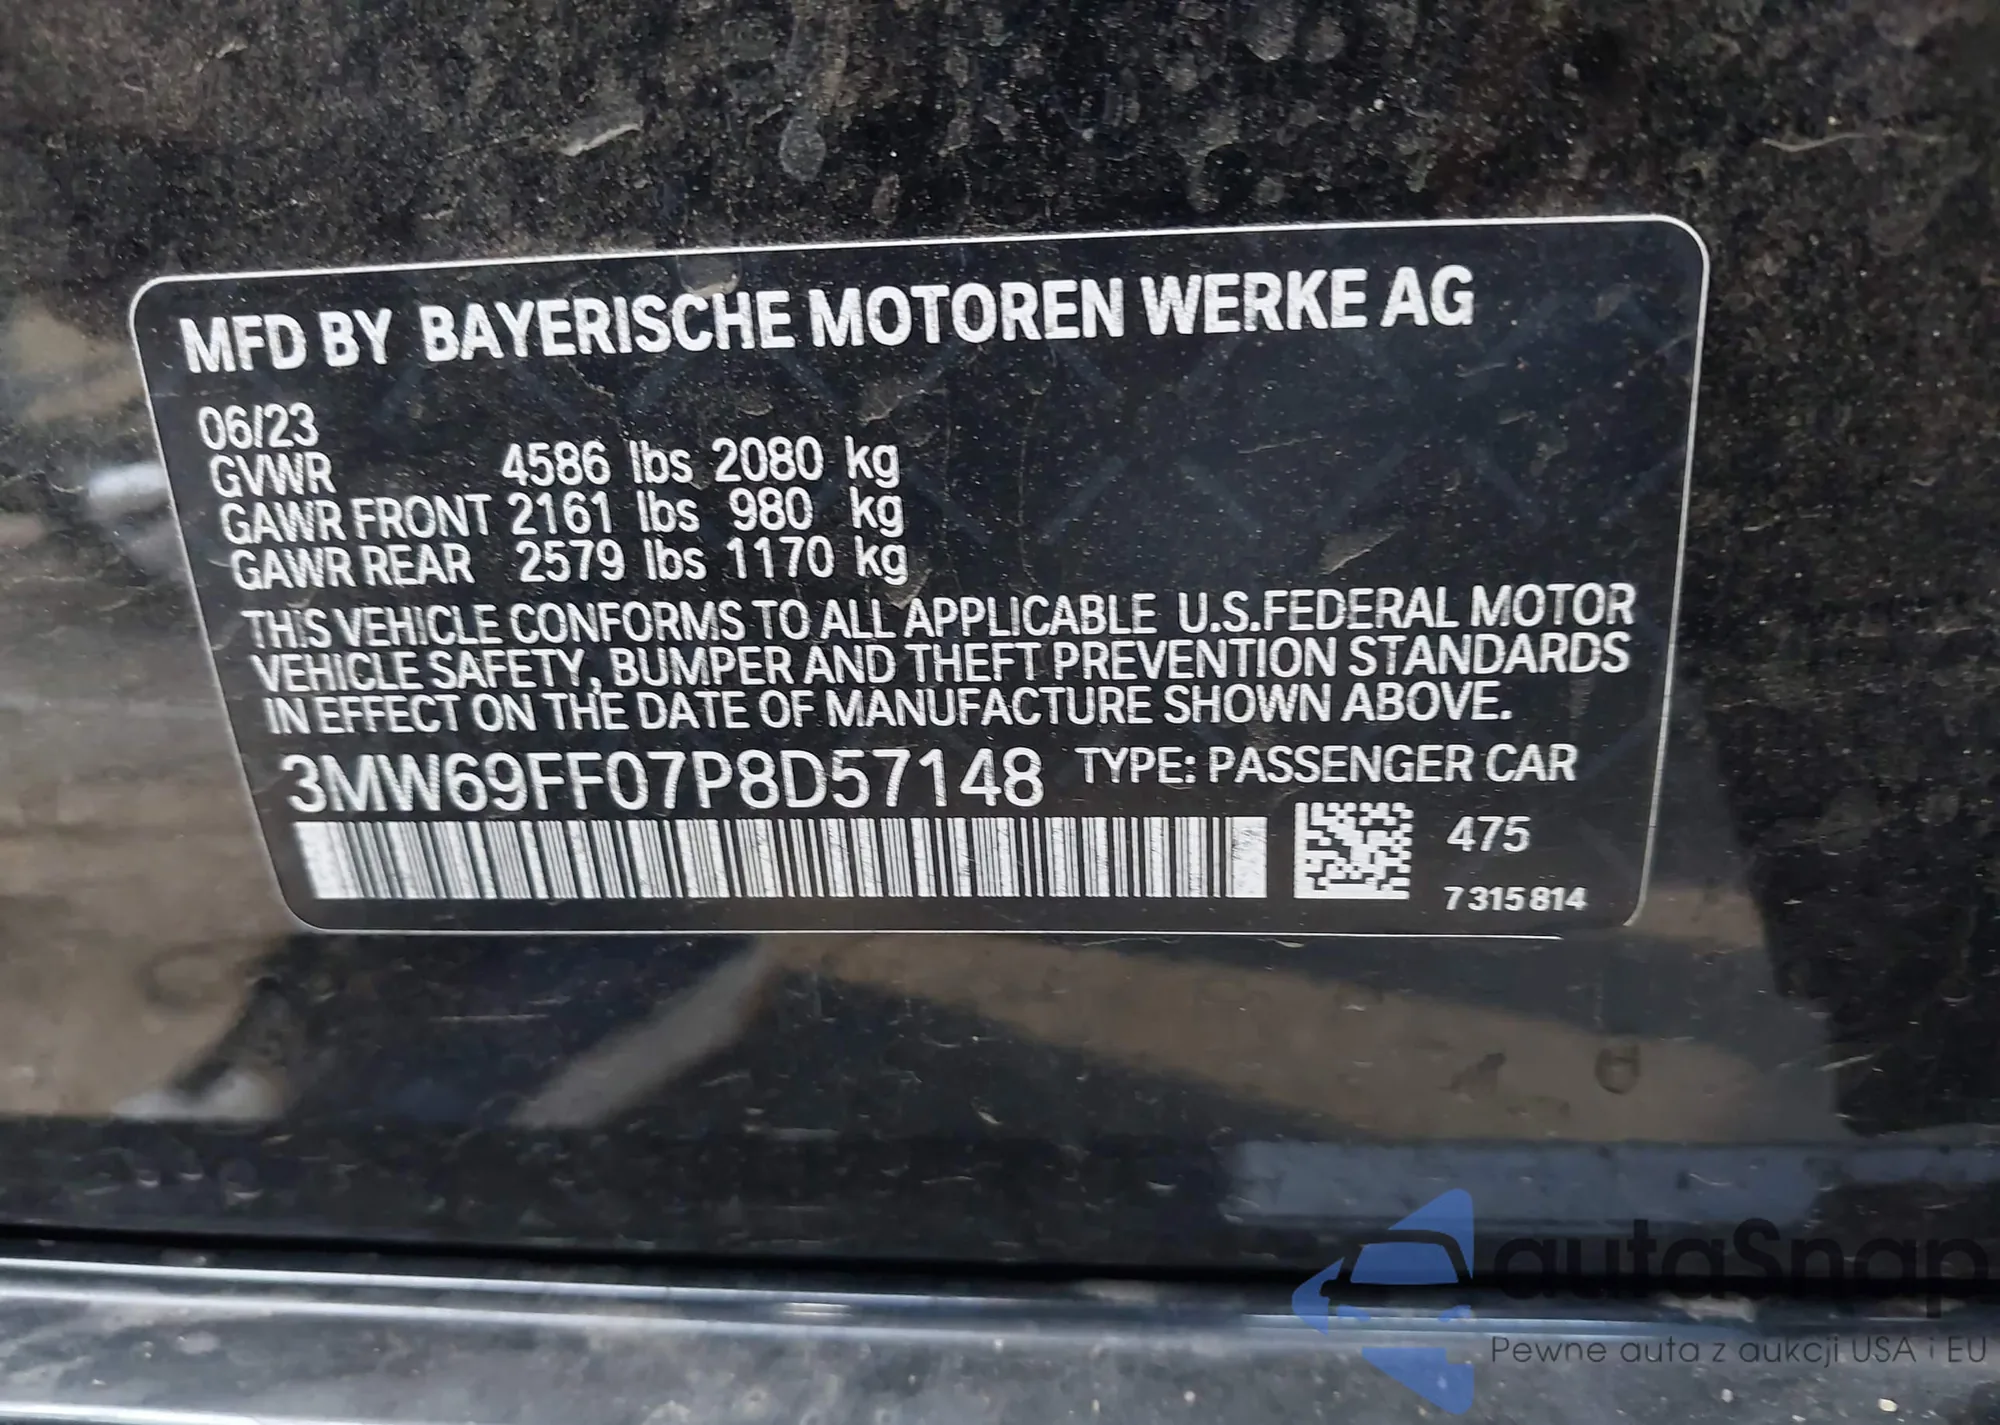 MFD BY BAYERISCHE MOTOREN WERKE AG
06/23
GVWR 4586 lbs 2080 kg
GAWR FRONT 2161 lbs 980 kg
GAWR REAR 2579 lbs 1170 kg
THIS VEHICLE CONFORMS TO ALL APPLICABLE U.S.FEDERAL MOTOR
VEHICLE SAFETY, BUMPER AND THEFT PREVENTION STANDARDS
IN EFFECT ON THE DATE OF MANUFACTURE SHOWN ABOVE.
3MW69FF07P8D57148 TYPE: PASSENGER CAR
475
7 315 814
autaSnap
Pewne auta z aukcji USA i EU